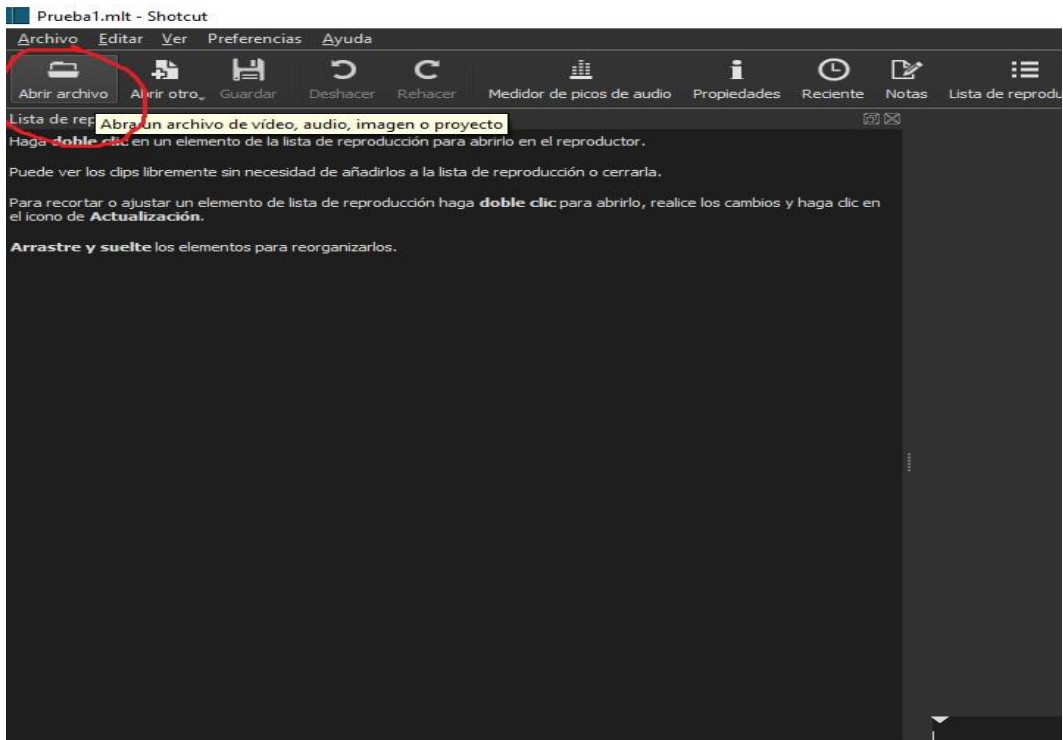 Prueba1.mlt - Shotcut
Archivo Editar Ver Preferencias Ayuda
Abrir archivo Abrir otro Guardar Deshacer Rehacer Medidor de picos de audio Propiedades Reciente Notas Lista de reprodu
Lista de rep
Abra un archivo de vídeo, audio, imagen o proyecto
Haga doble clic en un elemento de la lista de reproducción para abrirlo en el reproductor.
Puede ver los clips libremente sin necesidad de añadirlos a la lista de reproducción o cerrarla.
Para recortar o ajustar un elemento de lista de reproducción haga doble clic para abrirlo, realice los cambios y haga clic en
el icono de Actualización.
Arrastre y suelte los elementos para reorganizarlos.